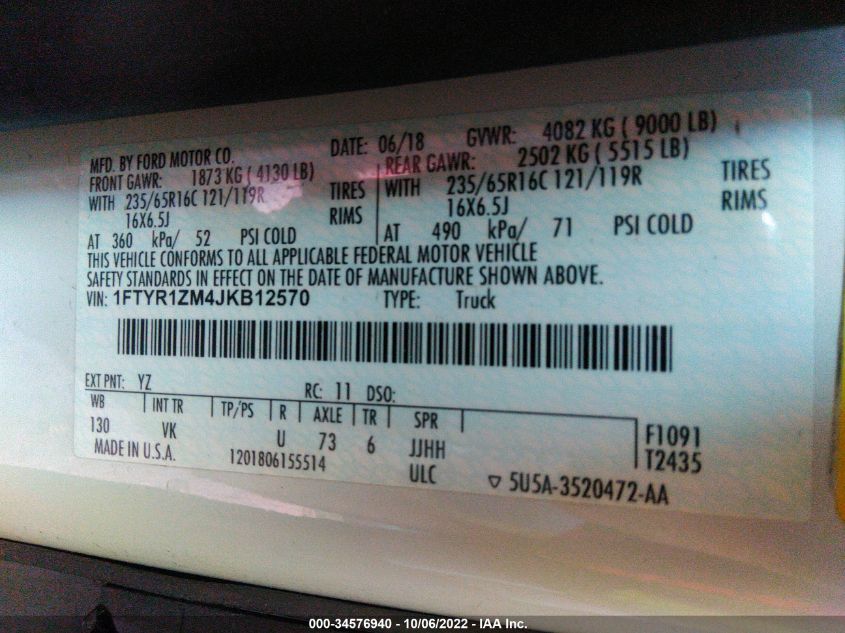 MFD. BY FORD MOTOR CO. DATE: 06/18 GVWR: 4082 KG ( 9000 LB)
FRONT GAWR: 1873 KG ( 4130 LB) REAR GAWR: 2502 KG ( 5515 LB)
WITH 235/65R16C 121/119R TIRES WITH 235/65R16C 121/119R TIRES
16X6.5J RIMS 16X6.5J RIMS
AT 360 kPa/ 52 PSI COLD AT 490 kPa/ 71 PSI COLD
THIS VEHICLE CONFORMS TO ALL APPLICABLE FEDERAL MOTOR VEHICLE
SAFETY STANDARDS IN EFFECT ON THE DATE OF MANUFACTURE SHOWN ABOVE.
VIN: 1FTYR1ZM4JKB12570 TYPE: Truck
EXT PNT: YZ RC: 11 DSO:
WB INT TR TP/PS R AXLE TR SPR
130 VK U 73 6 JJHH F1091
MADE IN U.S.A. 1201806155514 ULC T2435
5U5A-3520472-AA
000-34576940 - 10/06/2022 - IAA Inc.